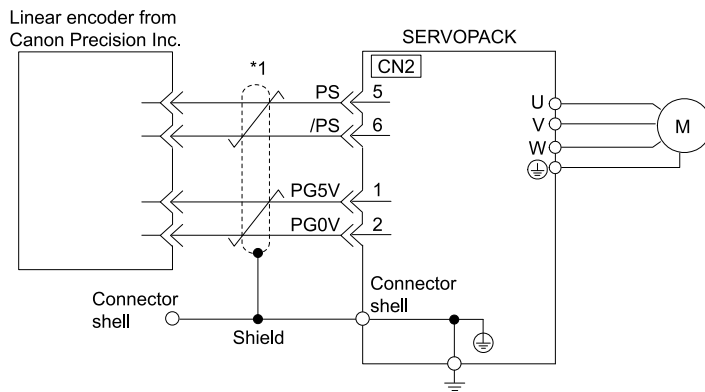 Linear encoder from
Canon Precision Inc.
SERVOPACK
*1
CN2
PS 5
/PS 6
PG5V 1
PG0V 2
U
V
W
M
Connector
shell
Shield
Connector
shell